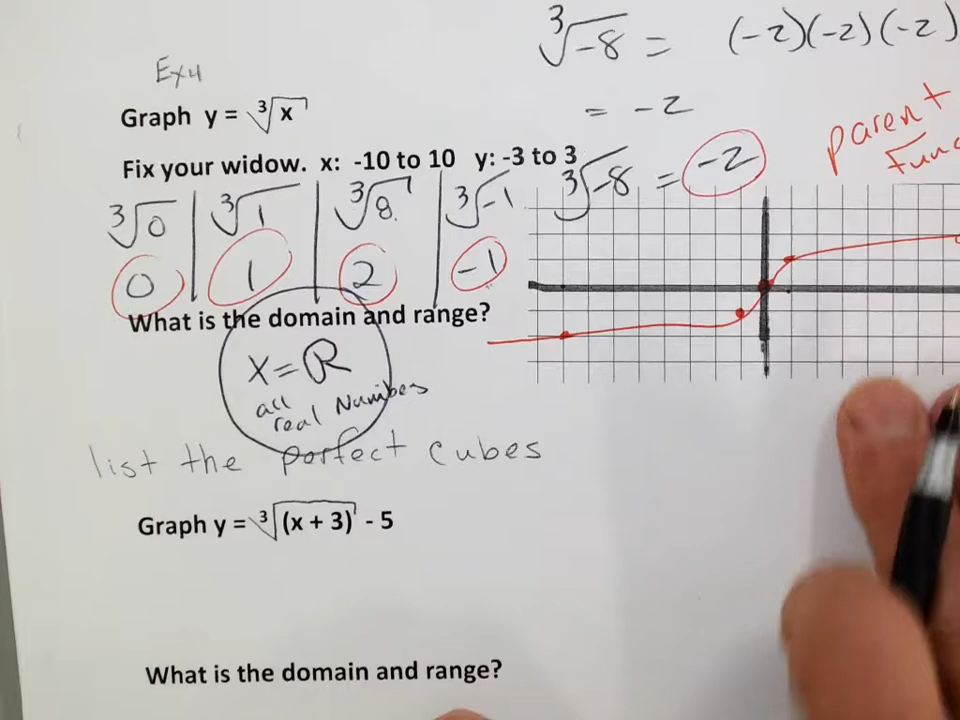 ∛-8 = (-2)(-2)(-2)
Ex4
Graph y = ∛x
= -2
parent
Func
Fix your widow. x: -10 to 10 y: -3 to 3
∛-8 = -2
∛0 | ∛1 | ∛8 | ∛-1
0 | 1 | 2 | -1
What is the domain and range?
x = ℝ
all
real Numbers
list the perfect cubes
Graph y = ∛(x + 3) - 5
What is the domain and range?